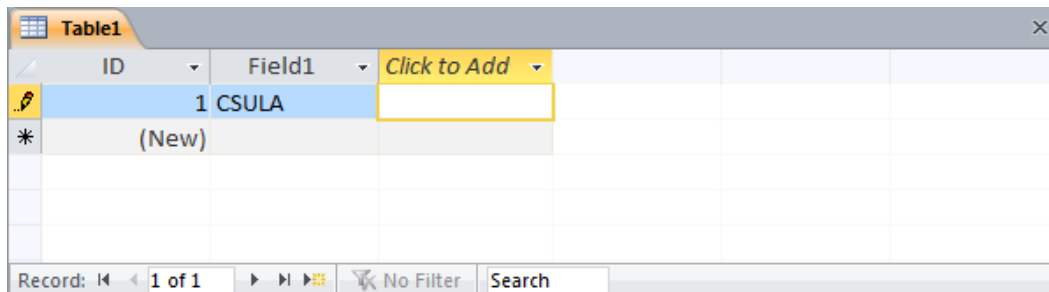 Table1
ID Field1 Click to Add
1 CSULA
(New)
Record: 1 of 1 No Filter Search